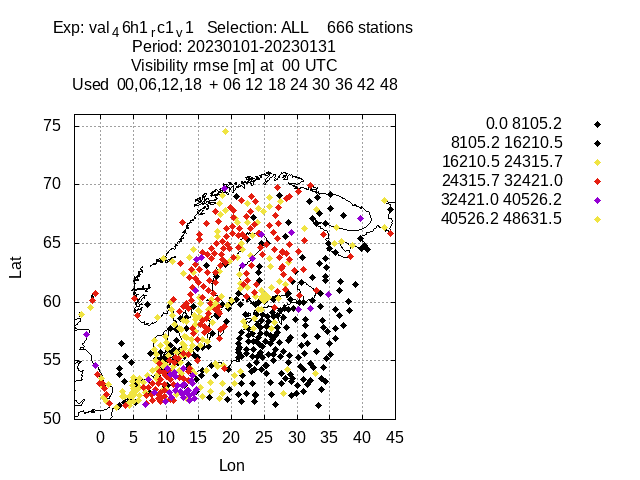 Exp: val_4 6h1_r c1_v 1 Selection: ALL 666 stations
Period: 20230101-20230131
Visibility rmse [m] at 00 UTC
Used 00,06,12,18 + 06 12 18 24 30 36 42 48
0.0 8105.2
8105.2 16210.5
16210.5 24315.7
24315.7 32421.0
32421.0 40526.2
40526.2 48631.5
75
70
65
60
55
50
Lat
0 5 10 15 20 25 30 35 40 45
Lon